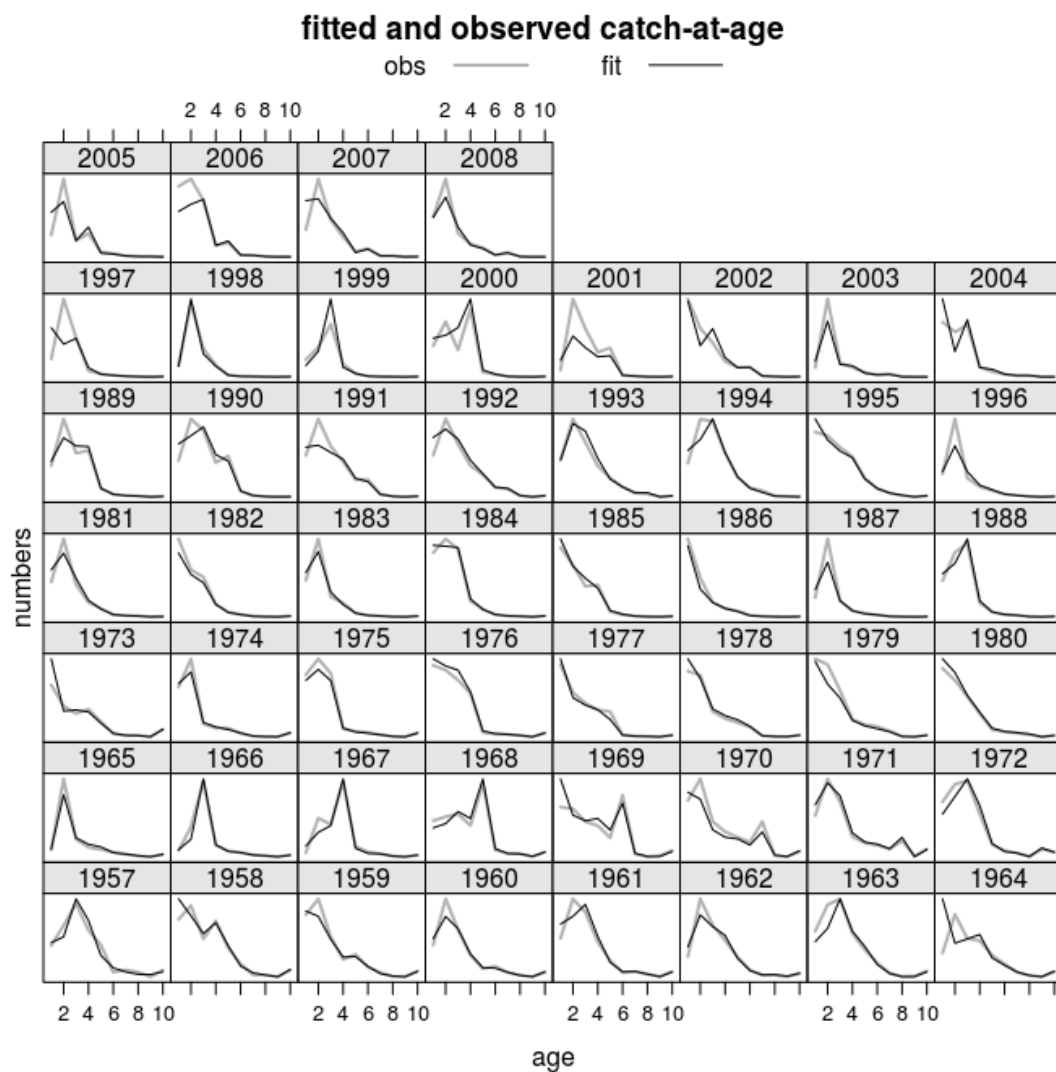 fitted and observed catch-at-age
obs fit
2 4 6 8 10 2 4 6 8 10
2005 2006 2007 2008
1997 1998 1999 2000 2001 2002 2003 2004
1989 1990 1991 1992 1993 1994 1995 1996
1981 1982 1983 1984 1985 1986 1987 1988
1973 1974 1975 1976 1977 1978 1979 1980
1965 1966 1967 1968 1969 1970 1971 1972
1957 1958 1959 1960 1961 1962 1963 1964
2 4 6 8 10 2 4 6 8 10 2 4 6 8 10 2 4 6 8 10
numbers
age